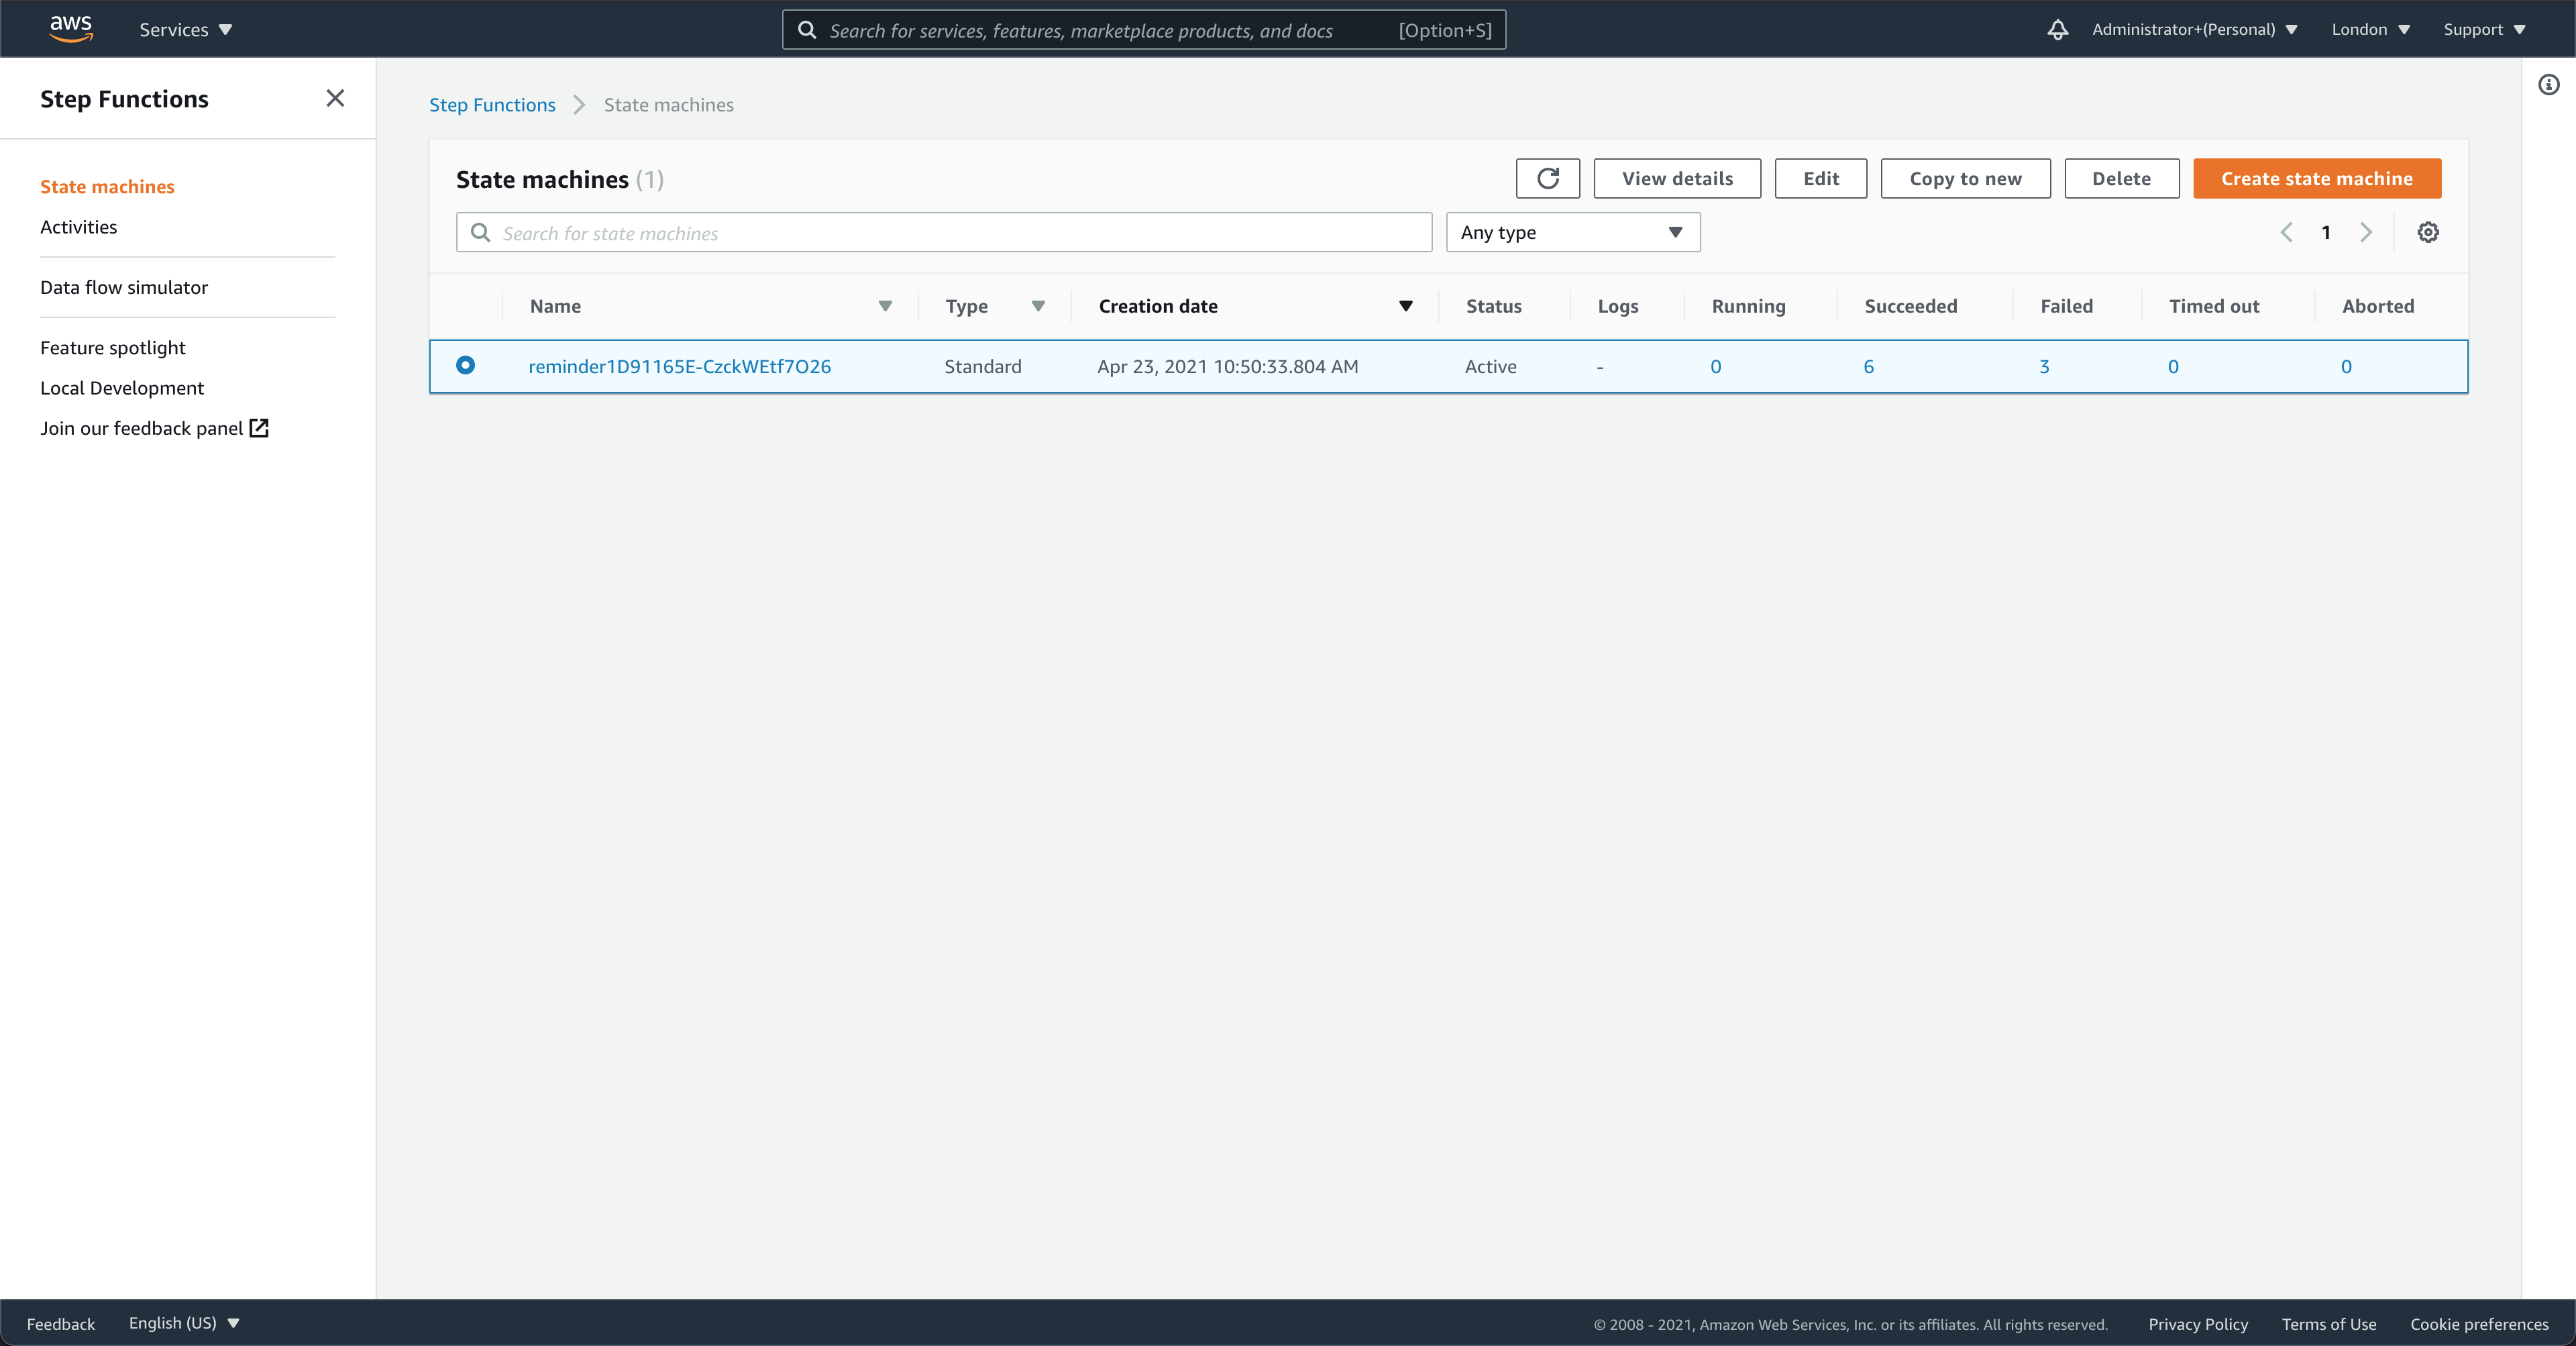 aws
Services
Search for services, features, marketplace products, and docs [Option+S]
Administrator+(Personal)
London
Support
Step Functions
State machines
Activities
Data flow simulator
Feature spotlight
Local Development
Join our feedback panel
Step Functions State machines
State machines (1)
View details
Edit
Copy to new
Delete
Create state machine
Search for state machines
Any type
1
Name Type Creation date Status Logs Running Succeeded Failed Timed out Aborted
reminder1D91165E-CzckWEtf7O26 Standard Apr 23, 2021 10:50:33.804 AM Active - 0 6 3 0 0
Feedback
English (US)
© 2008 - 2021, Amazon Web Services, Inc. or its affiliates. All rights reserved.
Privacy Policy
Terms of Use
Cookie preferences